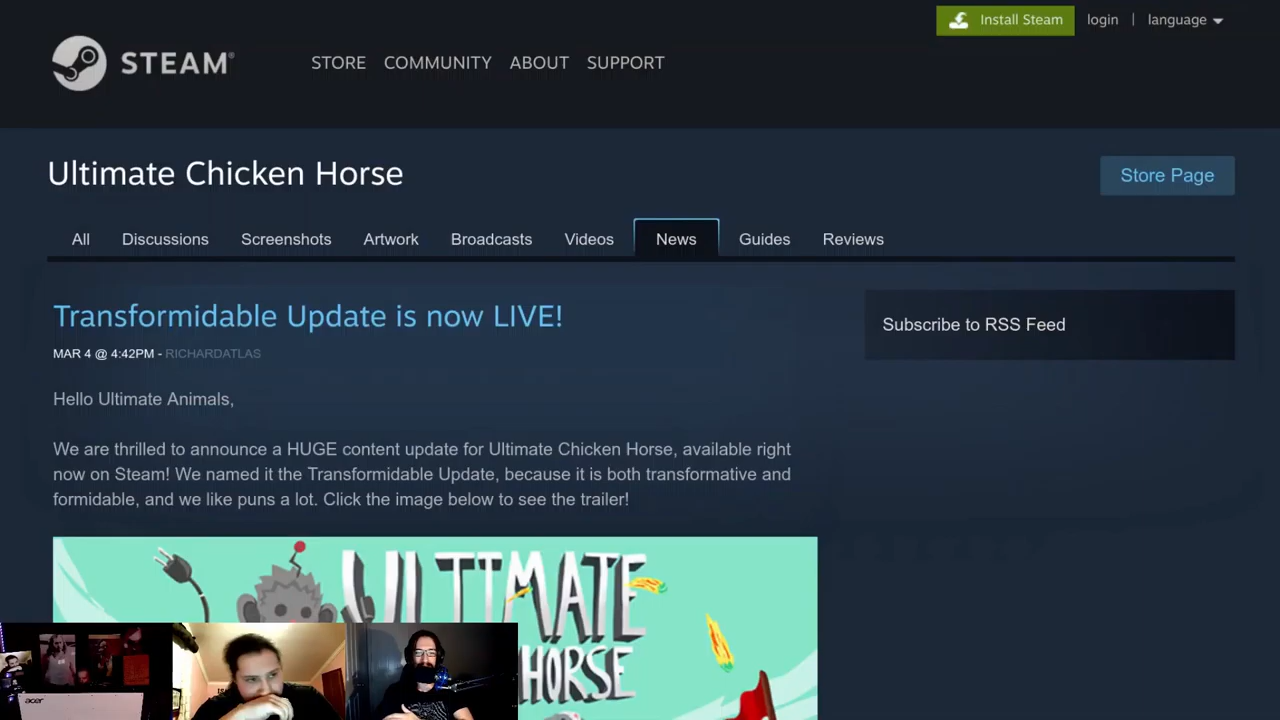 Install Steam login | language
STEAM®
STORE COMMUNITY ABOUT SUPPORT
Ultimate Chicken Horse
Store Page
All Discussions Screenshots Artwork Broadcasts Videos News Guides Reviews
Transformidable Update is now LIVE!
Subscribe to RSS Feed
MAR 4 @ 4:42PM - RICHARDATLAS
Hello Ultimate Animals,
We are thrilled to announce a HUGE content update for Ultimate Chicken Horse, available right
now on Steam! We named it the Transformidable Update, because it is both transformative and
formidable, and we like puns a lot. Click the image below to see the trailer!
ULTIMATE
HORSE
acer